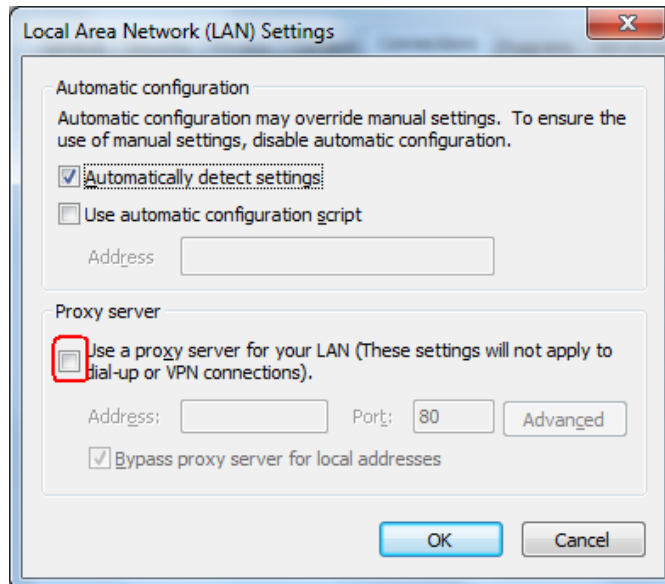 Local Area Network (LAN) Settings
Automatic configuration
Automatic configuration may override manual settings. To ensure the
use of manual settings, disable automatic configuration.
Automatically detect settings
Use automatic configuration script
Address
Proxy server
Use a proxy server for your LAN (These settings will not apply to
dial-up or VPN connections).
Address: Port: 80 Advanced
Bypass proxy server for local addresses
OK Cancel